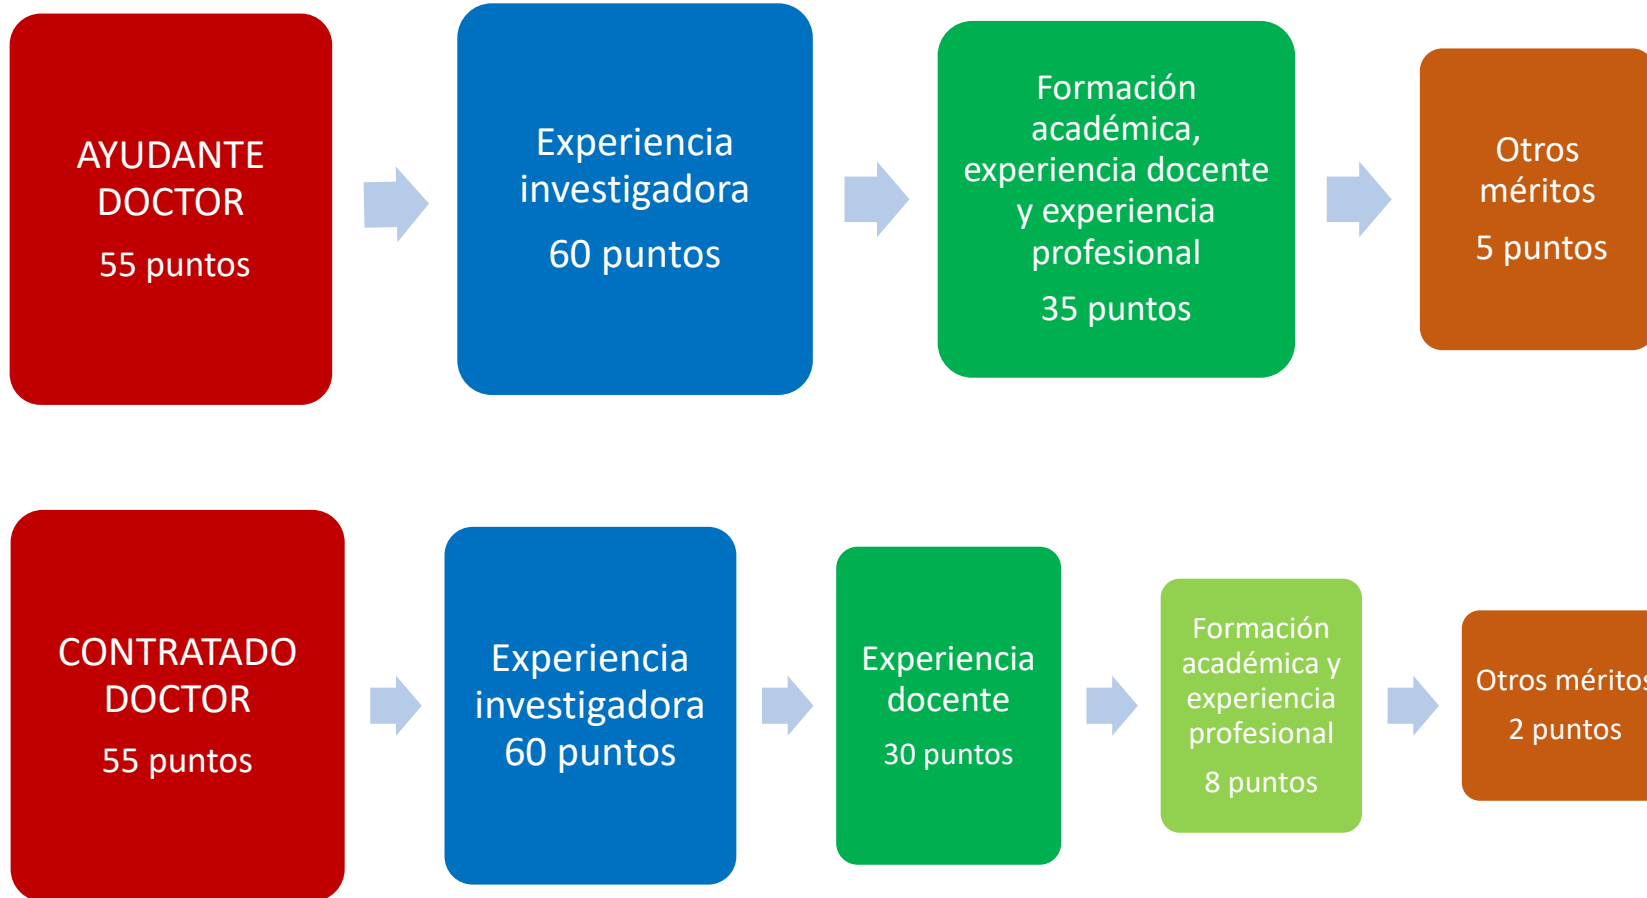 AYUDANTE
DOCTOR
55 puntos
Experiencia
investigadora
60 puntos
Formación
académica,
experiencia docente
y experiencia
profesional
35 puntos
Otros
méritos
5 puntos
CONTRATADO
DOCTOR
55 puntos
Experiencia
investigadora
60 puntos
Experiencia
docente
30 puntos
Formación
académica y
experiencia
profesional
8 puntos
Otros méritos
2 puntos